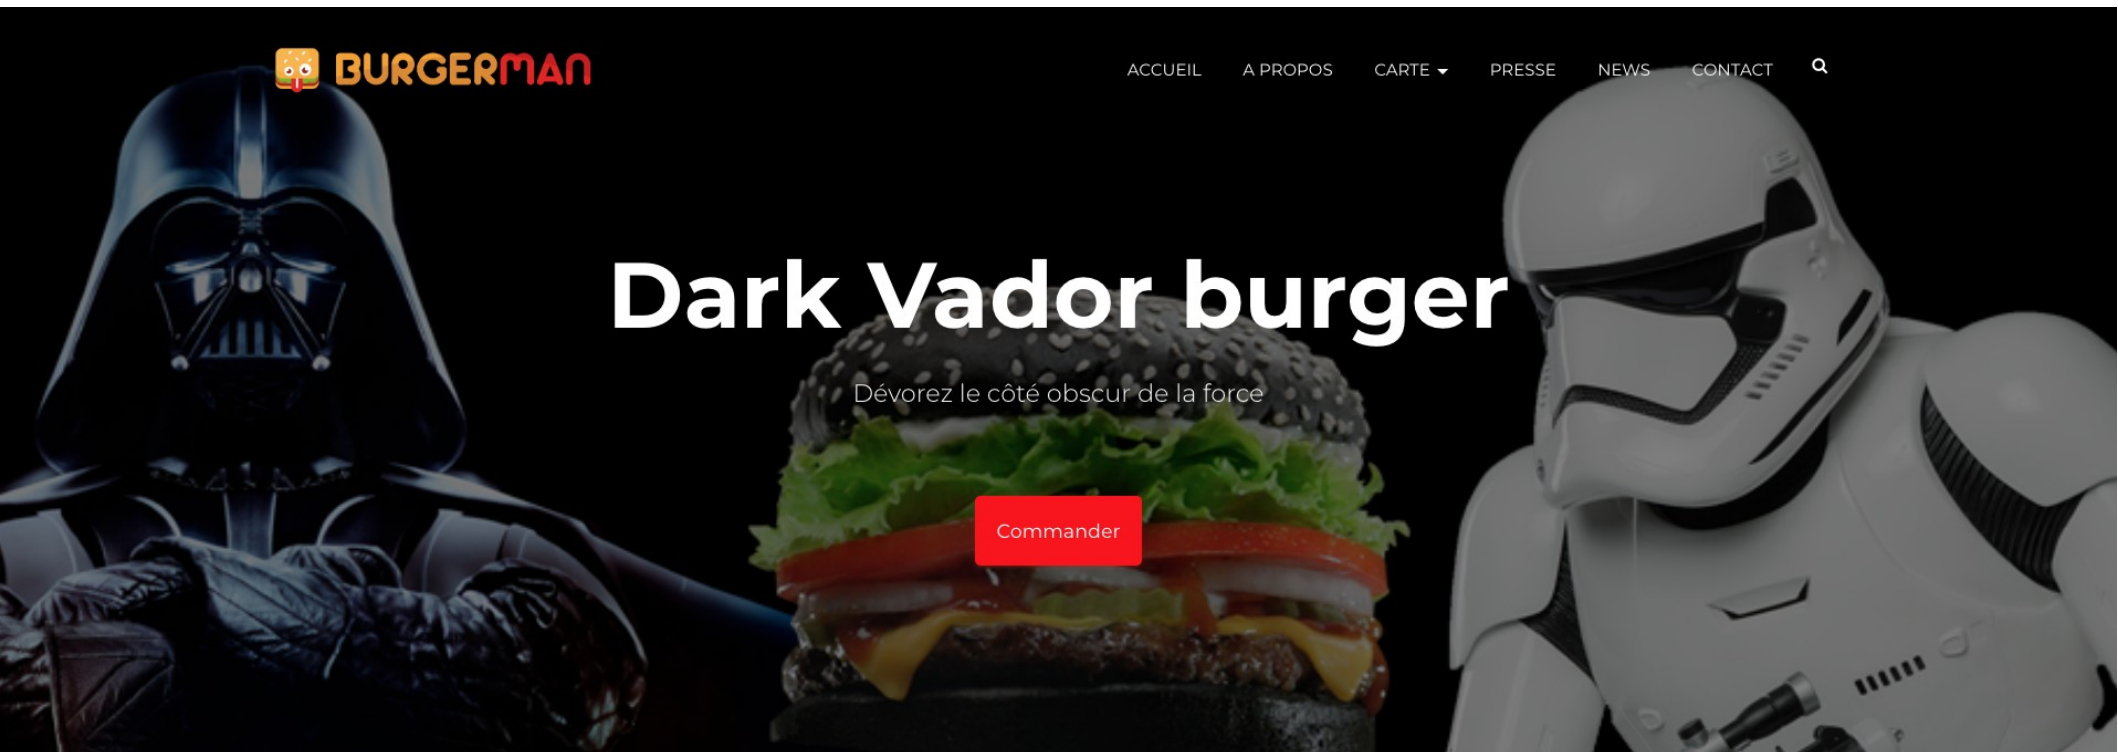 BURGERMAN
ACCUEIL A PROPOS CARTE PRESSE NEWS CONTACT
Dark Vador burger
Dévorez le côté obscur de la force
Commander